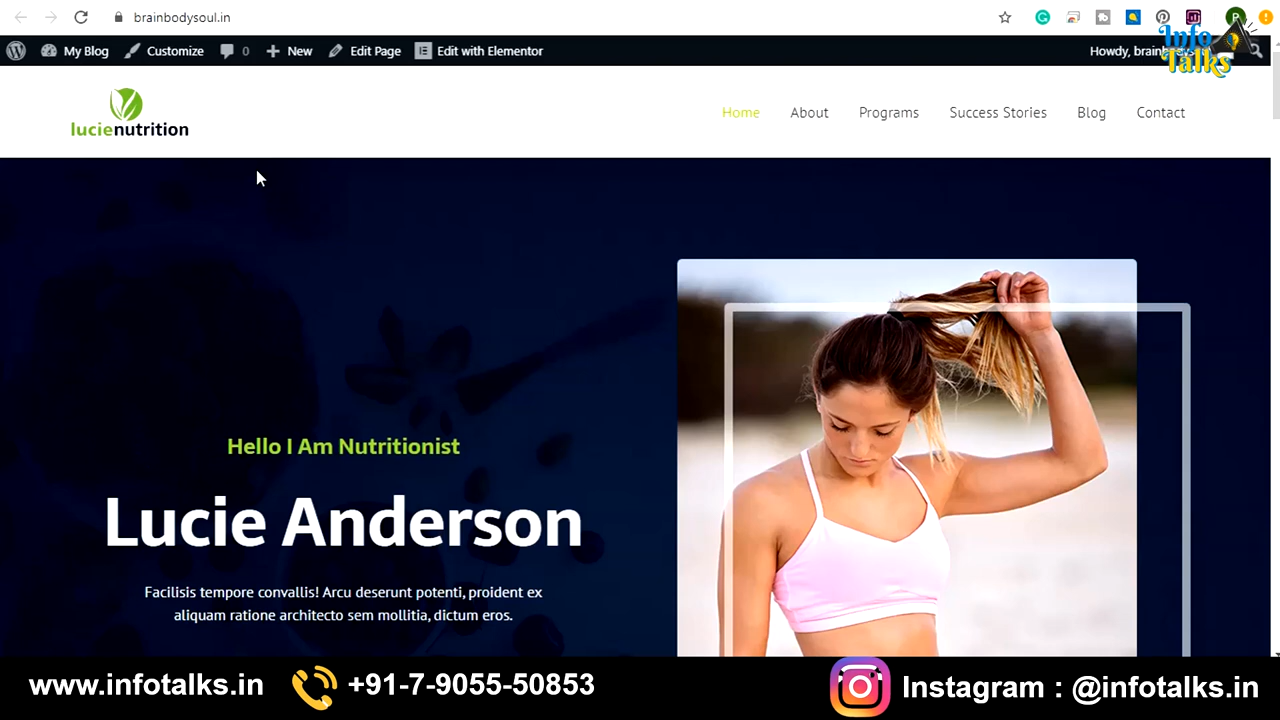 brainbodysoul.in
My Blog
Customize
0
New
Edit Page
Edit with Elementor
Howdy,
Info
Talks
lucienutrition
Home
About
Programs
Success Stories
Blog
Contact
Hello I Am Nutritionist
Lucie Anderson
Facilisis tempore convallis! Arcu deserunt potenti, proident ex
aliquam ratione architecto sem mollitia, dictum eros.
www.infotalks.in
+91-7-9055-50853
Instagram : @infotalks.in